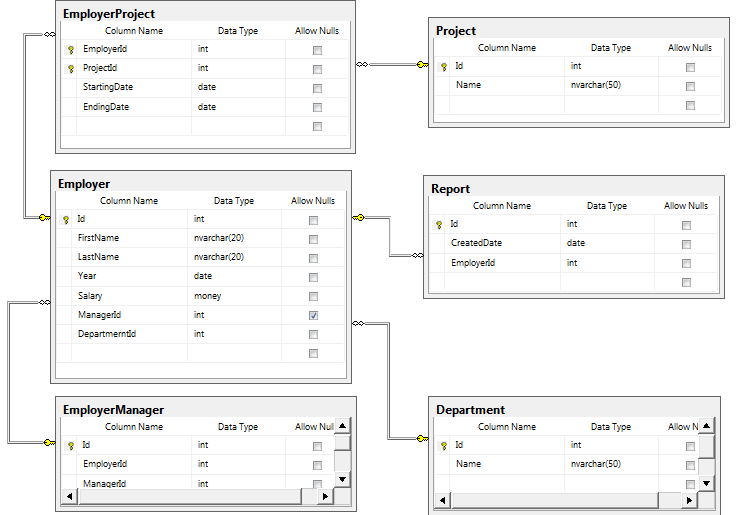 EmployerProject
Column Name Data Type Allow Nulls
EmployerId int
ProjectId int
StartingDate date
EndingDate date
Project
Column Name Data Type Allow Nulls
Id int
Name nvarchar(50)
Employer
Column Name Data Type Allow Nulls
Id int
FirstName nvarchar(20)
LastName nvarchar(20)
Year date
Salary money
ManagerId int
DepartmerntId int
Report
Column Name Data Type Allow Nulls
Id int
CreatedDate date
EmployerId int
EmployerManager
Column Name Data Type Allow Nul
Id int
EmployerId int
ManagerId int
Department
Column Name Data Type Allow N
Id int
Name nvarchar(50)